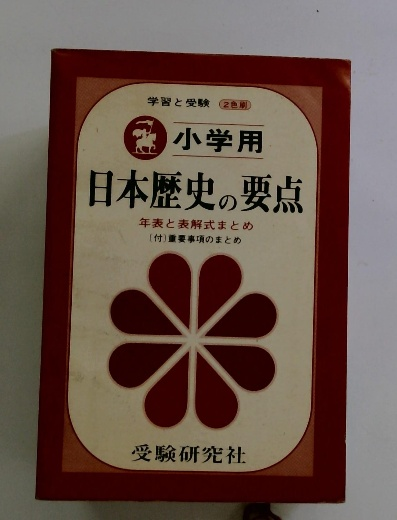 学習と受験 2色刷
小学用
日本歴史の要点
年表と表解式まとめ
(付)重要事項のまとめ
受験研究社